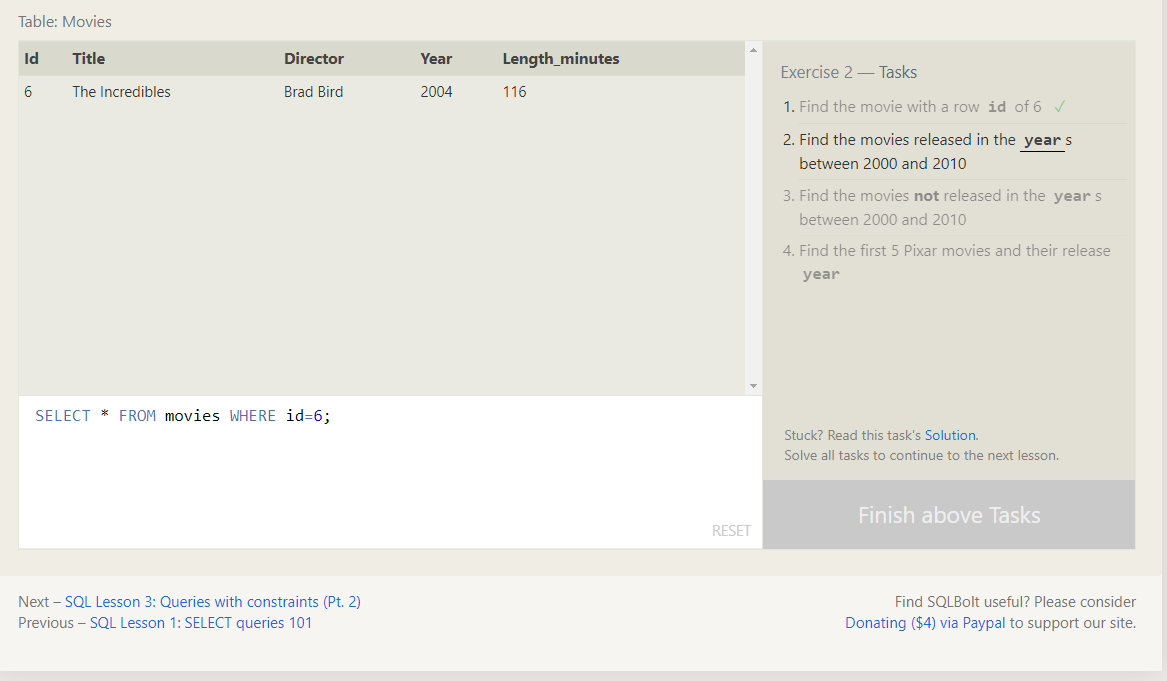 Table: Movies
Id Title Director Year Length_minutes
6 The Incredibles Brad Bird 2004 116
SELECT * FROM movies WHERE id=6;
RESET
Exercise 2 — Tasks
1. Find the movie with a row id of 6 ✓
2. Find the movies released in the year s
between 2000 and 2010
3. Find the movies not released in the year s
between 2000 and 2010
4. Find the first 5 Pixar movies and their release
year
Stuck? Read this task's Solution.
Solve all tasks to continue to the next lesson.
Finish above Tasks
Next – SQL Lesson 3: Queries with constraints (Pt. 2)
Previous – SQL Lesson 1: SELECT queries 101
Find SQLBolt useful? Please consider
Donating ($4) via Paypal to support our site.